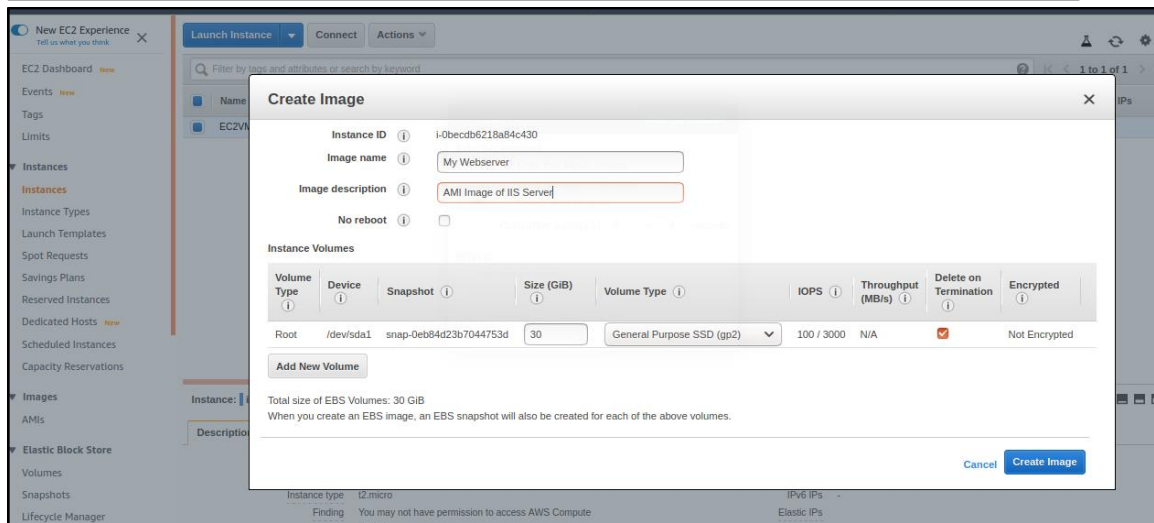 New EC2 Experience
Tell us what you think
EC2 Dashboard New
Events New
Tags
Limits
Instances
Instances
Instance Types
Launch Templates
Spot Requests
Savings Plans
Reserved Instances
Dedicated Hosts New
Scheduled Instances
Capacity Reservations
Images
AMIs
Elastic Block Store
Volumes
Snapshots
Lifecycle Manager
Launch Instance Connect Actions
Filter by tags and attributes or search by keyword
1 to 1 of 1
Name IPs
EC2VM
Create Image
Instance ID i-0becdb6218a84c430
Image name My Webserver
Image description AMI Image of IIS Server
No reboot
Instance Volumes
Volume Type Device Snapshot Size (GiB) Volume Type IOPS Throughput (MB/s) Delete on Termination Encrypted
Root /dev/sda1 snap-0eb84d23b7044753d 30 General Purpose SSD (gp2) 100 / 3000 N/A Not Encrypted
Add New Volume
Total size of EBS Volumes: 30 GiB
When you create an EBS image, an EBS snapshot will also be created for each of the above volumes.
Cancel Create Image
Instance:
Description
Instance type t2.micro IPv6 IPs -
Finding You may not have permission to access AWS Compute Elastic IPs